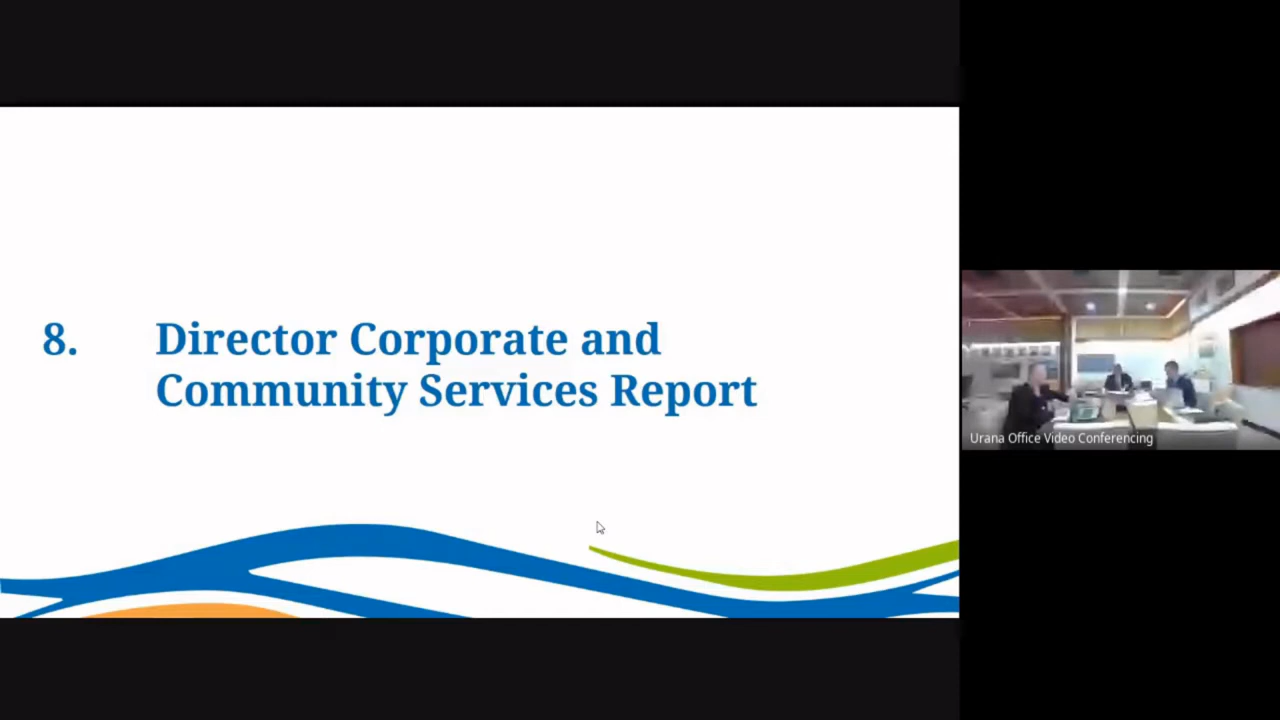 8. Director Corporate and
Community Services Report
Urana Office Video Conferencing